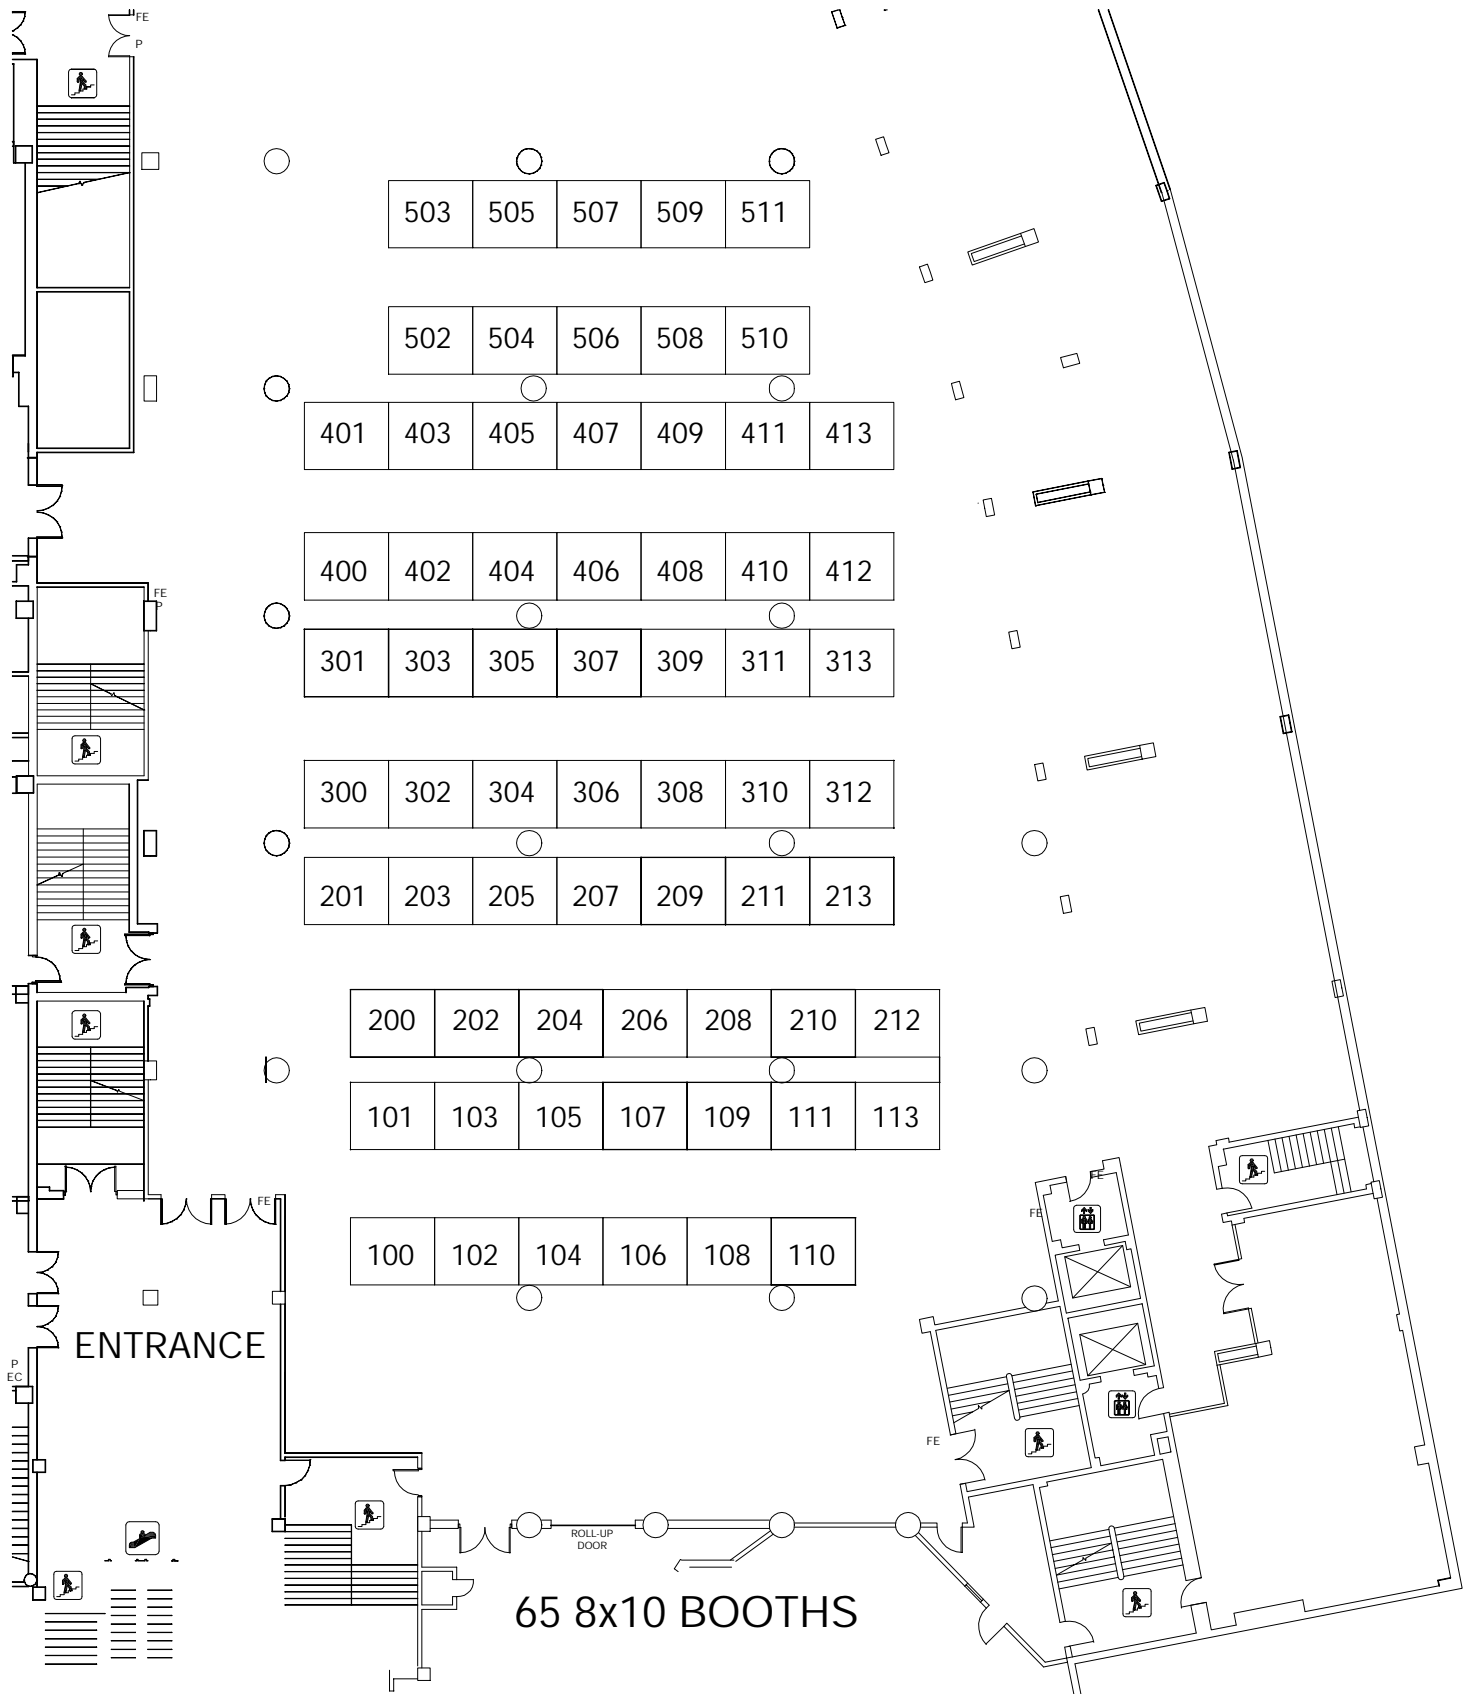 FE
P
503 505 507 509 511
502 504 506 508 510
401 403 405 407 409 411 413
400 402 404 406 408 410 412
FE
P
301 303 305 307 309 311 313
300 302 304 306 308 310 312
201 203 205 207 209 211 213
200 202 204 206 208 210 212
101 103 105 107 109 111 113
FE
FE
FE
100 102 104 106 108 110
ENTRANCE
P
EC
FE
ROLL-UP
DOOR
65 8x10 BOOTHS